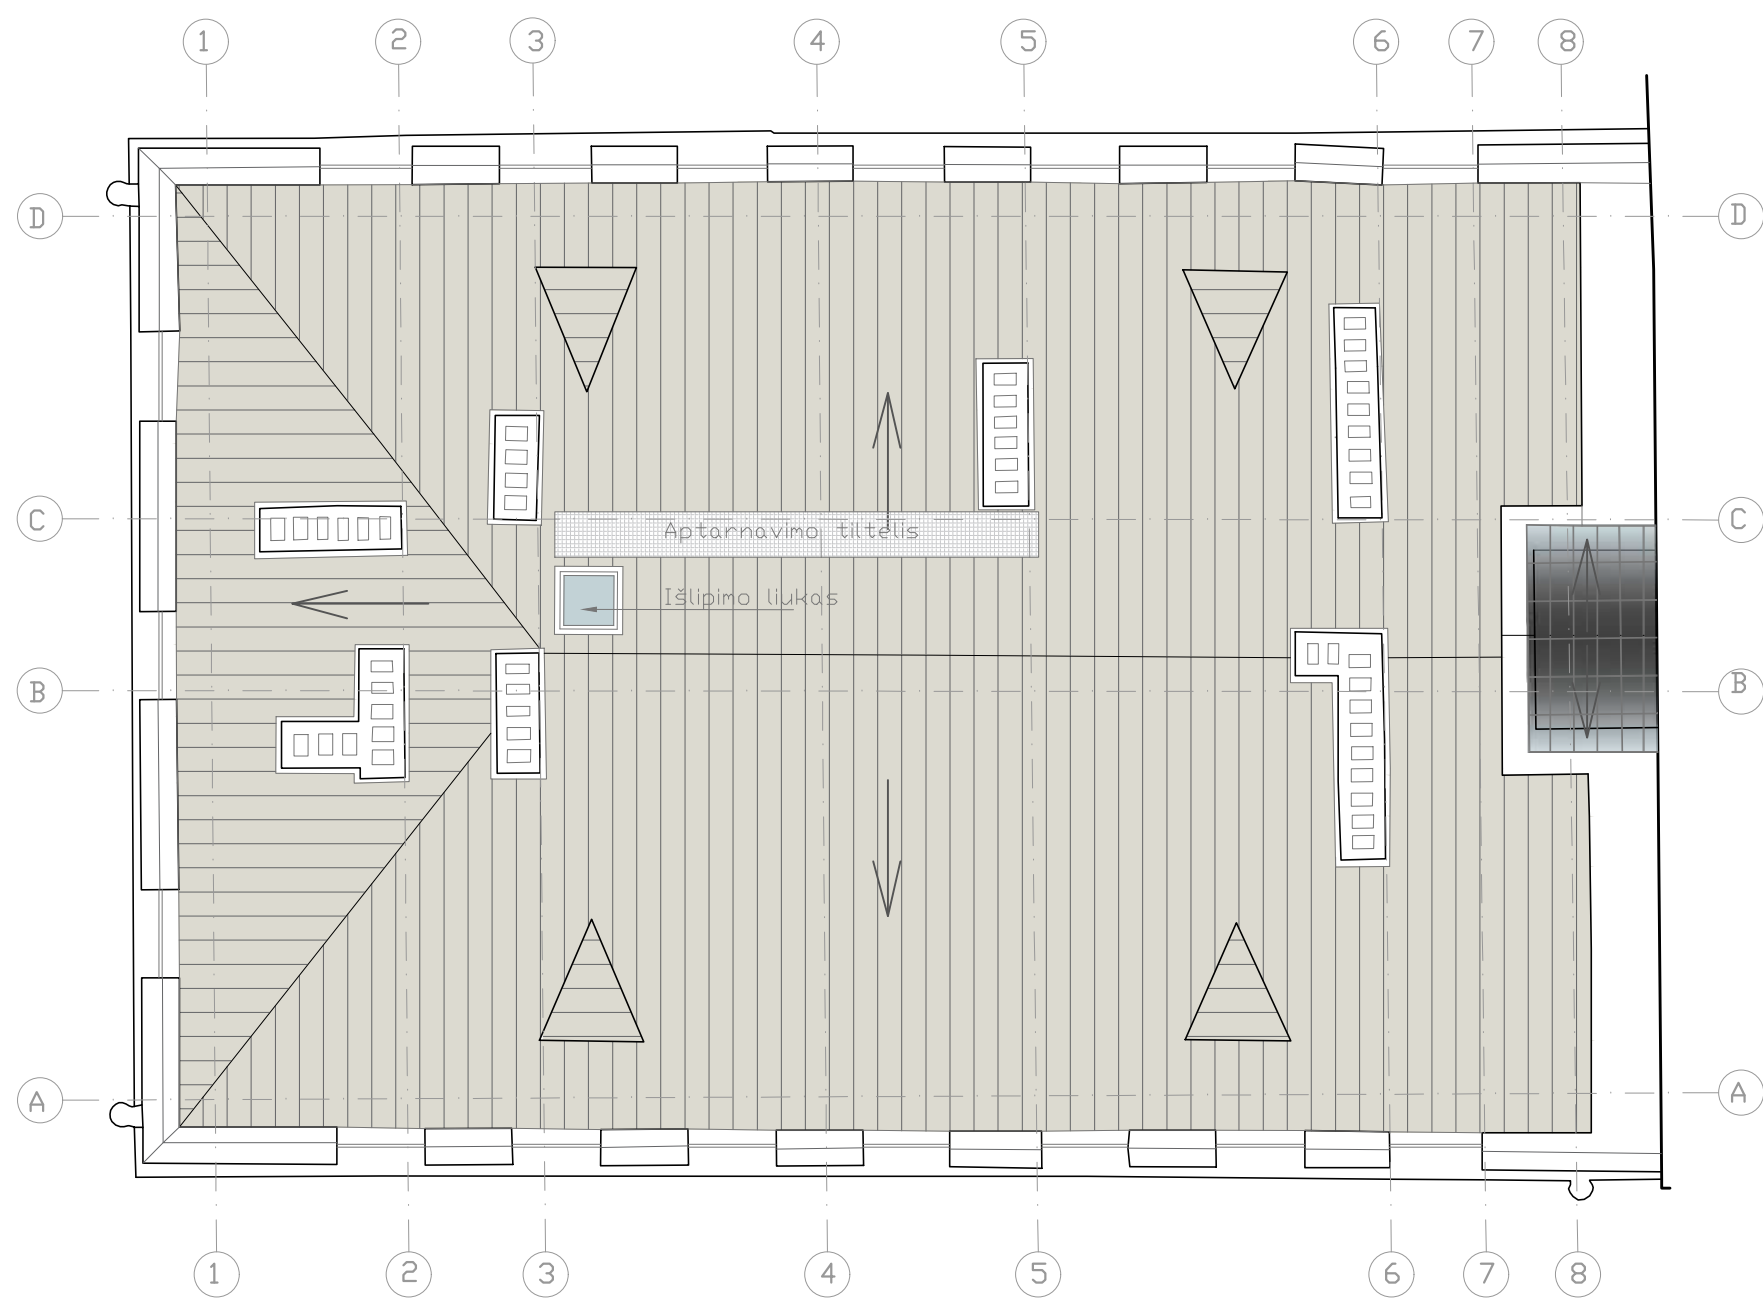 1 2 3 4 5 6 7 8
D D
Aptarnavimo tiltelis
C C
Išlipimo liukas
B B
A A
1 2 3 4 5 6 7 8